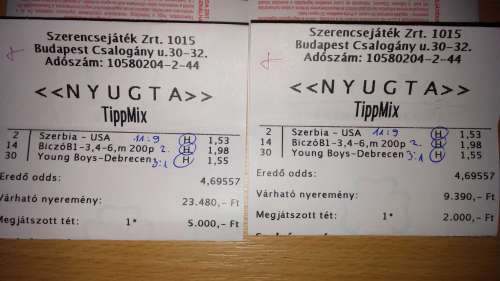 Szerencsejáték Zrt. 1015
Budapest Csalogány u.30-32.
Adószám: 10580204-2-44
<<NYUGTA>>
TippMix
2 Szerbia - USA 11:9 H 1,53
14 Biczó81-3,4-6,m 200p 2. H 1,98
30 Young Boys-Debrecen 3:1 H 1,55
Eredő odds: 4,69557
Várható nyeremény: 23.480,- Ft
Megjátszott tét: 1* 5.000,- Ft
Szerencsejáték Zrt. 1015
Budapest Csalogány u.30-32.
Adószám: 10580204-2-44
<<NYUGTA>>
TippMix
2 Szerbia - USA 11:9 H 1,53
14 Biczó81-3,4-6,m 200p 2. H 1,98
30 Young Boys-Debrecen 3:1 H 1,55
Eredő odds: 4,69557
Várható nyeremény: 9.390,- Ft
Megjátszott tét: 1* 2.000,- Ft